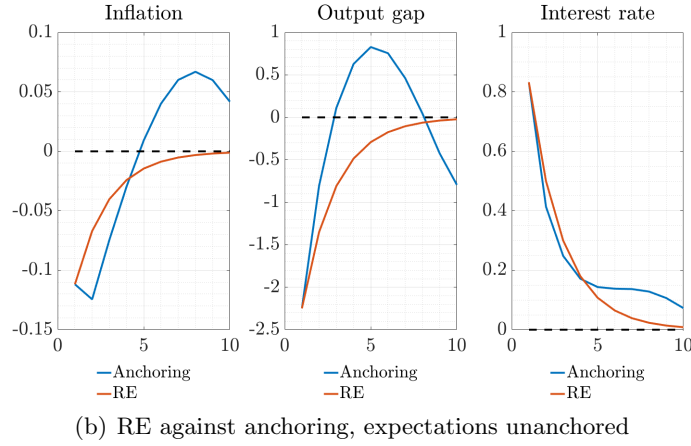 Inflation
0.1
0.05
0
-0.05
-0.1
-0.15
0 5 10
Anchoring
RE
Output gap
1
0.5
0
-0.5
-1
-1.5
-2
-2.5
0 5 10
Anchoring
RE
Interest rate
1
0.8
0.6
0.4
0.2
0
0 5 10
Anchoring
RE
(b) RE against anchoring, expectations unanchored